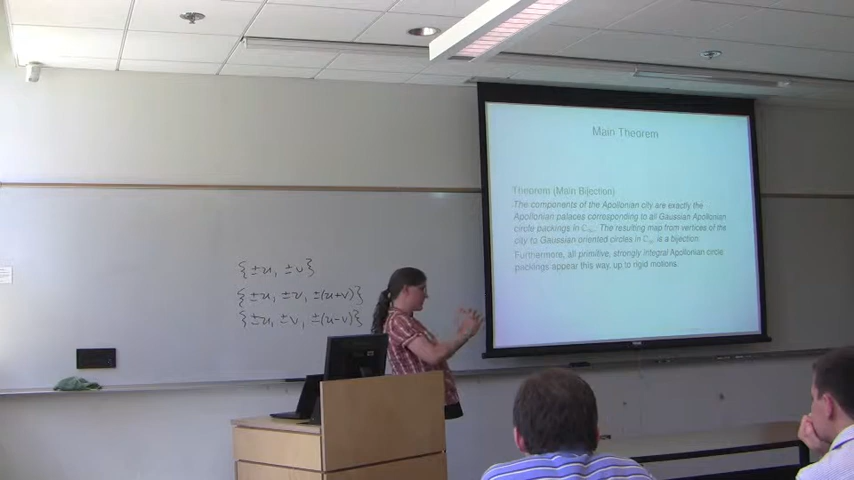 {±u, ±v}
{±u, ±v, ±(u+v)}
{±u, ±v, ±(u-v)}
Main Theorem
Theorem (Main Bijection)
The components of the Apollonian city are exactly the
Apollonian palaces corresponding to all Gaussian Apollonian
circle packings in ℂ∞. The resulting map from vertices of the
city to Gaussian oriented circles in ℂ∞ is a bijection.
Furthermore, all primitive, strongly integral Apollonian circle
packings appear this way, up to rigid motions.